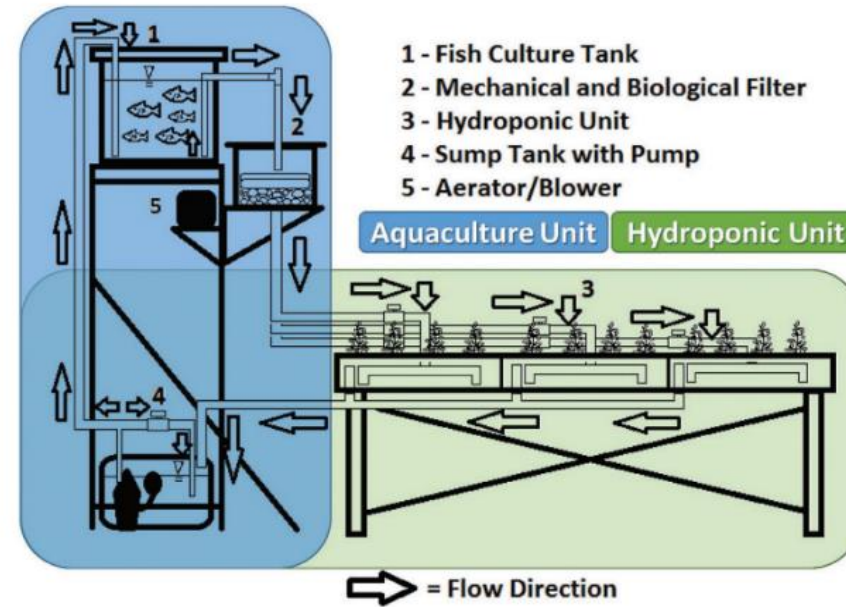 1
1 - Fish Culture Tank
2 - Mechanical and Biological Filter
3 - Hydroponic Unit
4 - Sump Tank with Pump
5 - Aerator/Blower
2
5
Aquaculture Unit
Hydroponic Unit
3
4
= Flow Direction